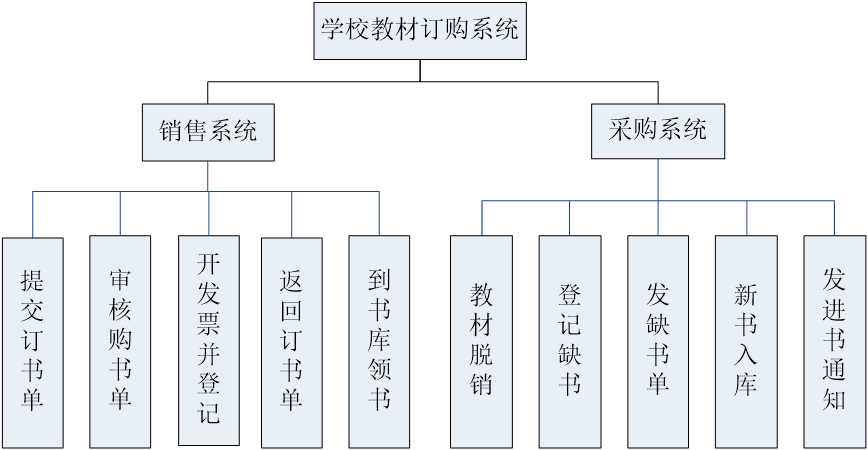 学校教材订购系统
销售系统
采购系统
提交订书单
审核购书单
开发票并登记
返回订书单
到书库领书
教材脱销
登记缺书
发缺书单
新书入库
发进书通知